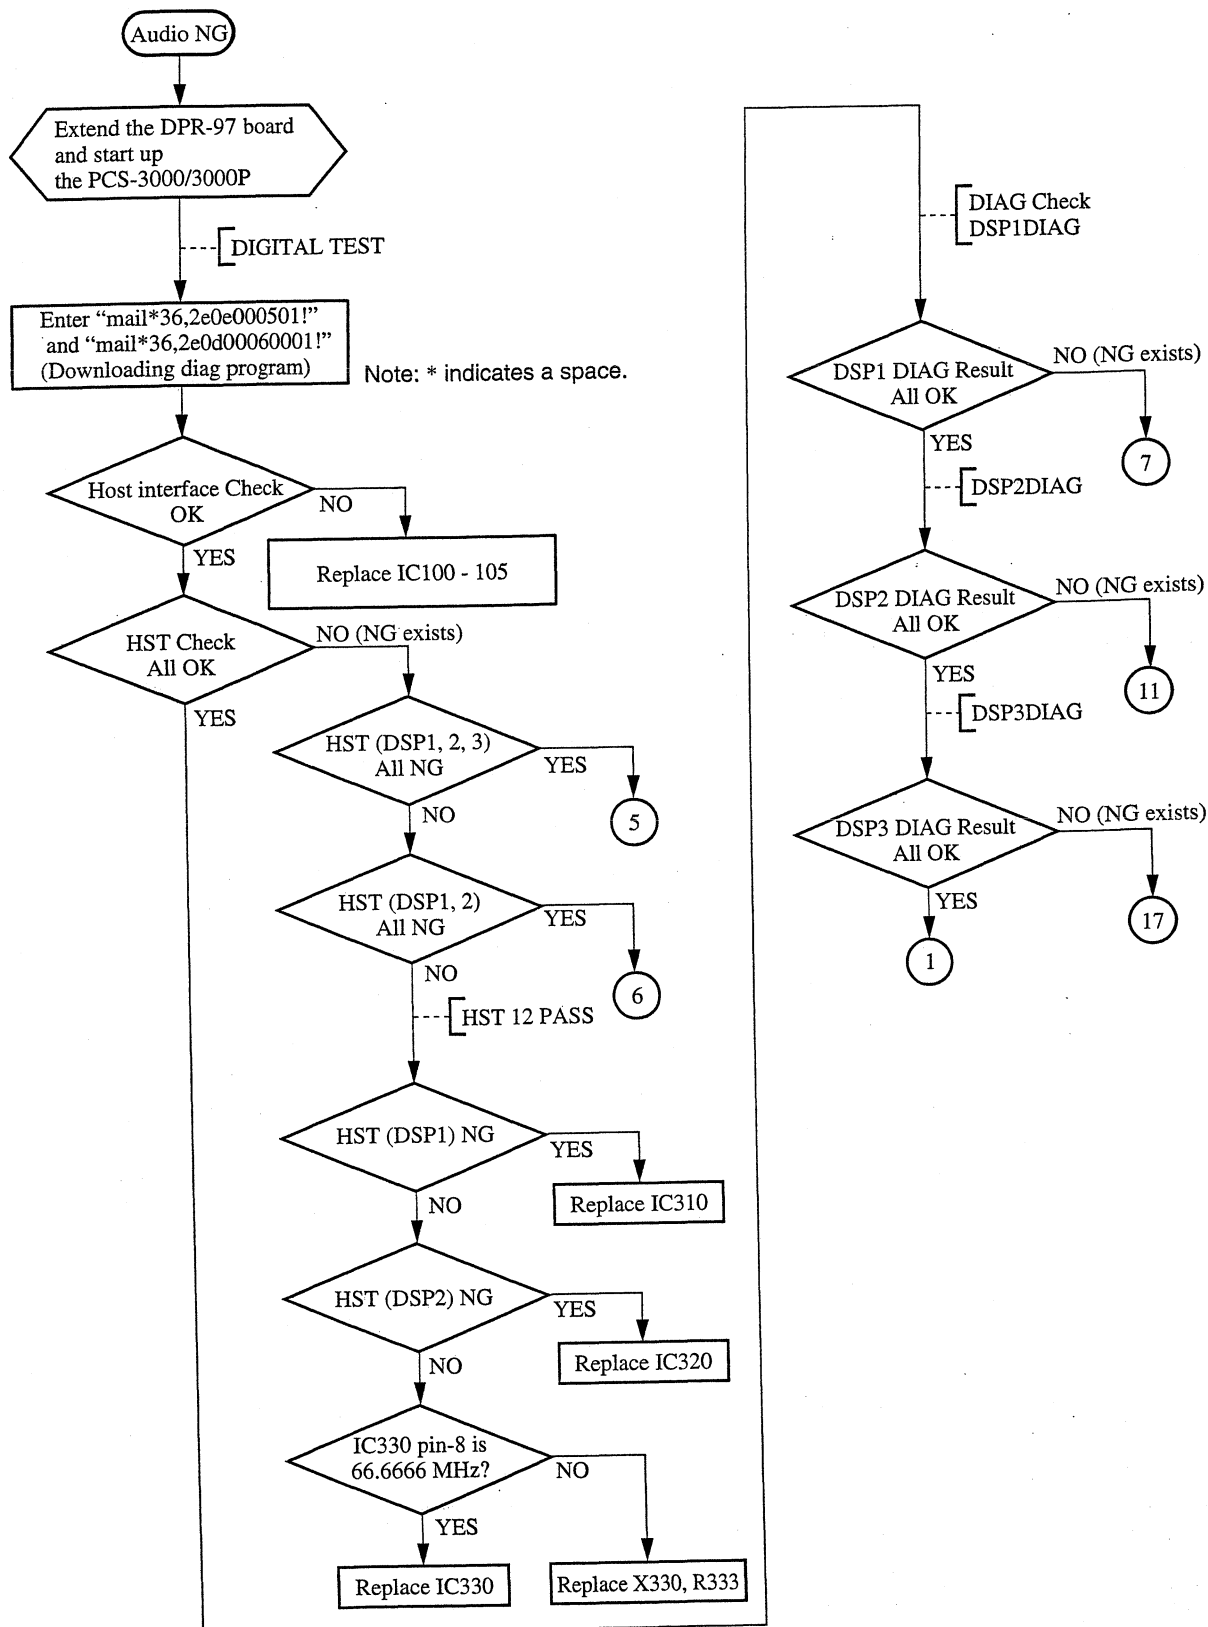 Audio NG
Extend the DPR-97 board
and start up
the PCS-3000/3000P
DIGITAL TEST
Enter “mail*36,2e0e000501!”
and “mail*36,2e0d00060001!”
(Downloading diag program)
Note: * indicates a space.
Host interface Check
OK
NO
Replace IC100 - 105
YES
HST Check
All OK
NO (NG exists)
YES
HST (DSP1, 2, 3)
All NG
YES
5
NO
HST (DSP1, 2)
All NG
YES
6
NO
HST 12 PASS
HST (DSP1) NG
YES
Replace IC310
NO
HST (DSP2) NG
YES
Replace IC320
NO
IC330 pin-8 is
66.6666 MHz?
NO
YES
Replace IC330
Replace X330, R333
DIAG Check
DSP1DIAG
DSP1 DIAG Result
All OK
NO (NG exists)
7
YES
DSP2DIAG
DSP2 DIAG Result
All OK
NO (NG exists)
11
YES
DSP3DIAG
DSP3 DIAG Result
All OK
NO (NG exists)
17
YES
1